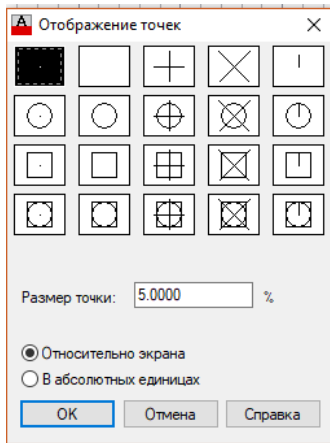 A Отображение точек
Размер точки: 5.0000 %
Относительно экрана
В абсолютных единицах
OK Отмена Справка